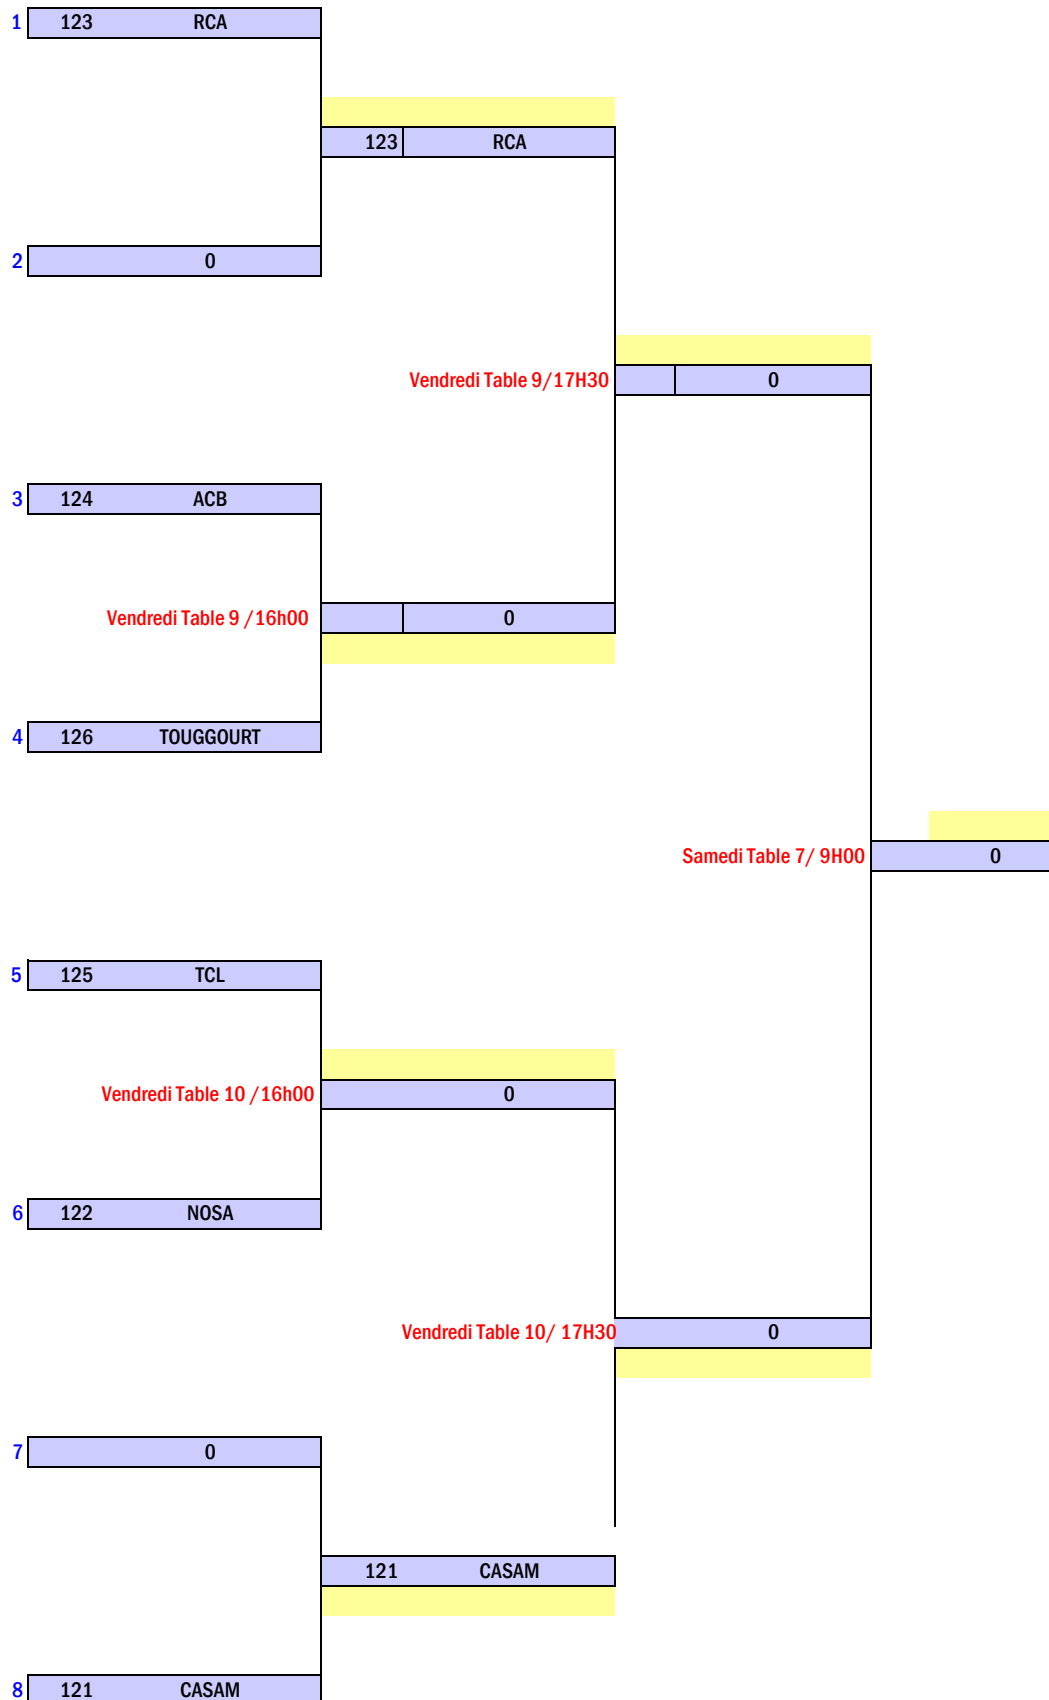 1 123 RCA
123 RCA
2 0
Vendredi Table 9/17H30 0
3 124 ACB
Vendredi Table 9 /16h00 0
4 126 TOUGGOURT
Samedi Table 7/ 9H00 0
5 125 TCL
Vendredi Table 10 /16h00 0
6 122 NOSA
Vendredi Table 10/ 17H30 0
7 0
121 CASAM
8 121 CASAM